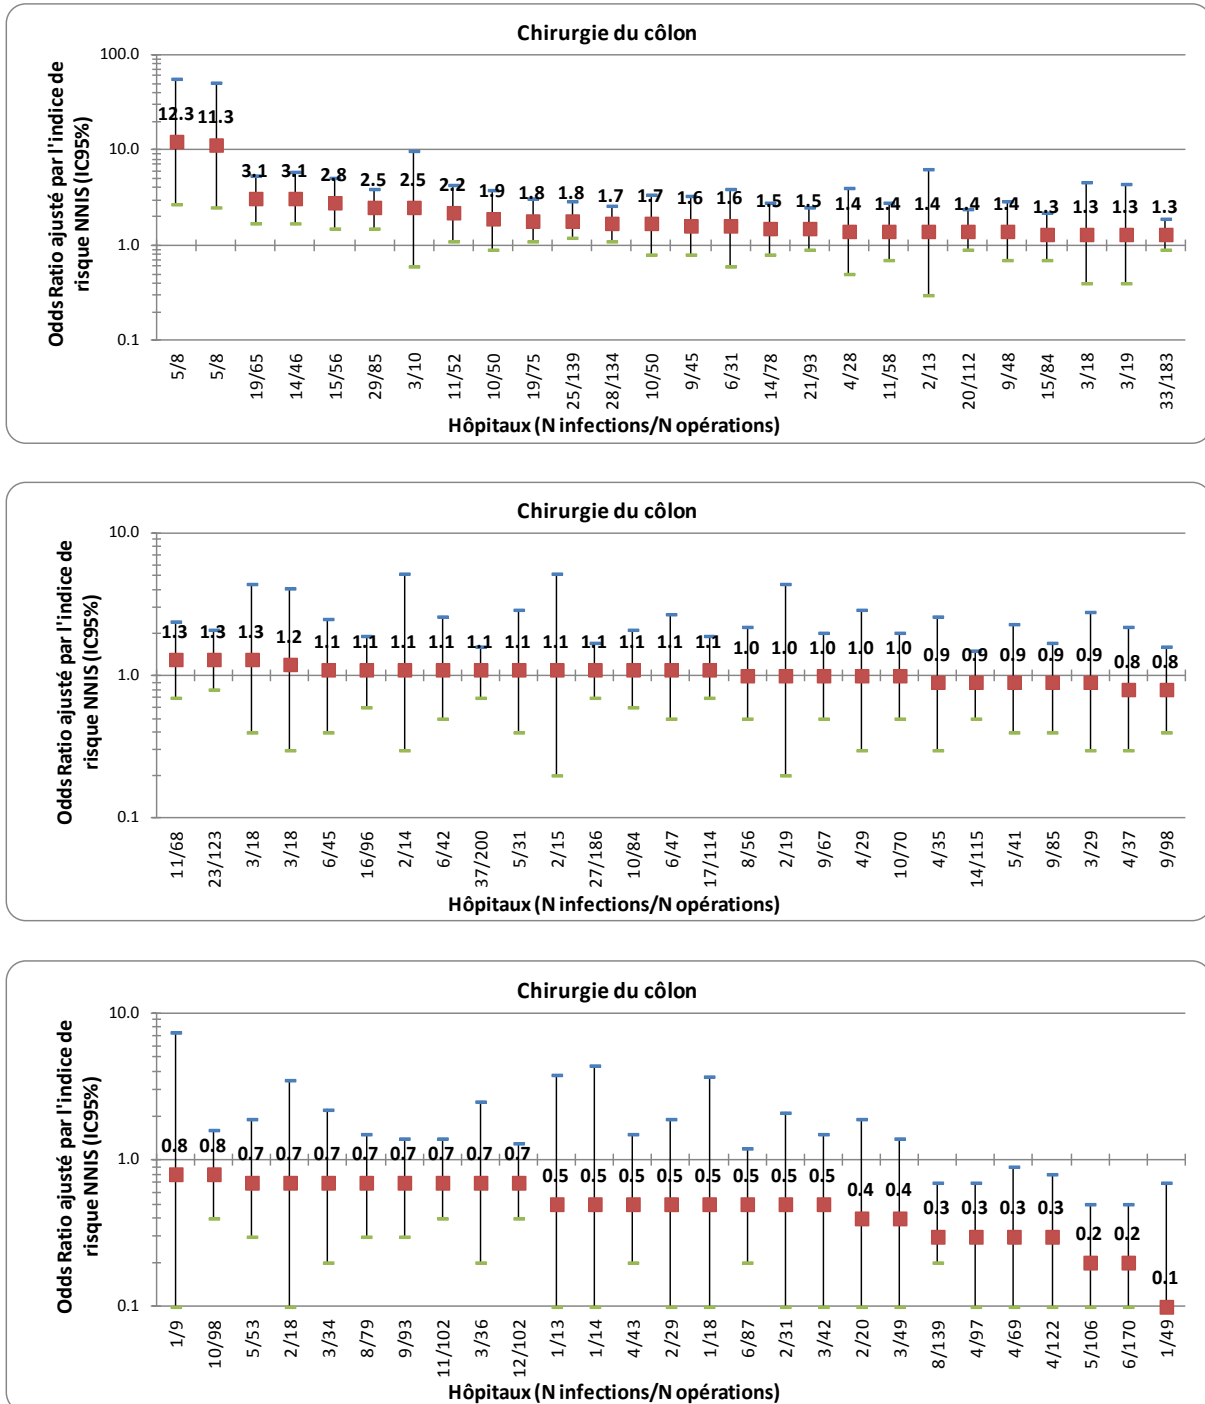 Chirurgie du côlon
Odds Ratio ajusté par l'indice de
risque NNIS (IC95%)
100.0
10.0
1.0
0.1
12.3 11.3 3.1 3.1 2.8 2.5 2.5 2.2 1.9 1.8 1.8 1.7 1.7 1.6 1.6 1.5 1.5 1.4 1.4 1.4 1.4 1.4 1.3 1.3 1.3 1.3
5/8 5/8 19/65 14/46 15/56 29/85 3/10 11/52 10/50 19/75 25/139 28/134 10/50 9/45 6/31 14/78 21/93 4/28 11/58 2/13 20/112 9/48 15/84 3/18 3/19 33/183
Hôpitaux (N infections/N opérations)
Chirurgie du côlon
Odds Ratio ajusté par l'indice de
risque NNIS (IC95%)
10.0
1.0
0.1
1.3 1.3 1.3 1.2 1.1 1.1 1.1 1.1 1.1 1.1 1.1 1.1 1.1 1.1 1.1 1.0 1.0 1.0 1.0 1.0 0.9 0.9 0.9 0.9 0.9 0.8 0.8
11/68 23/123 3/18 3/18 6/45 16/96 2/14 6/42 37/200 5/31 2/15 27/186 10/84 6/47 17/114 8/56 2/19 9/67 4/29 10/70 4/35 14/115 5/41 9/85 3/29 4/37 9/98
Hôpitaux (N infections/N opérations)
Chirurgie du côlon
Odds Ratio ajusté par l'indice de
risque NNIS (IC95%)
10.0
1.0
0.1
0.8 0.8 0.7 0.7 0.7 0.7 0.7 0.7 0.7 0.7 0.5 0.5 0.5 0.5 0.5 0.5 0.5 0.5 0.4 0.4 0.3 0.3 0.3 0.3 0.2 0.2 0.1
1/9 10/98 5/53 2/18 3/34 8/79 9/93 11/102 3/36 12/102 1/13 1/14 4/43 2/29 1/18 6/87 2/31 3/42 2/20 3/49 8/139 4/97 4/69 4/122 5/106 6/170 1/49
Hôpitaux (N infections/N opérations)